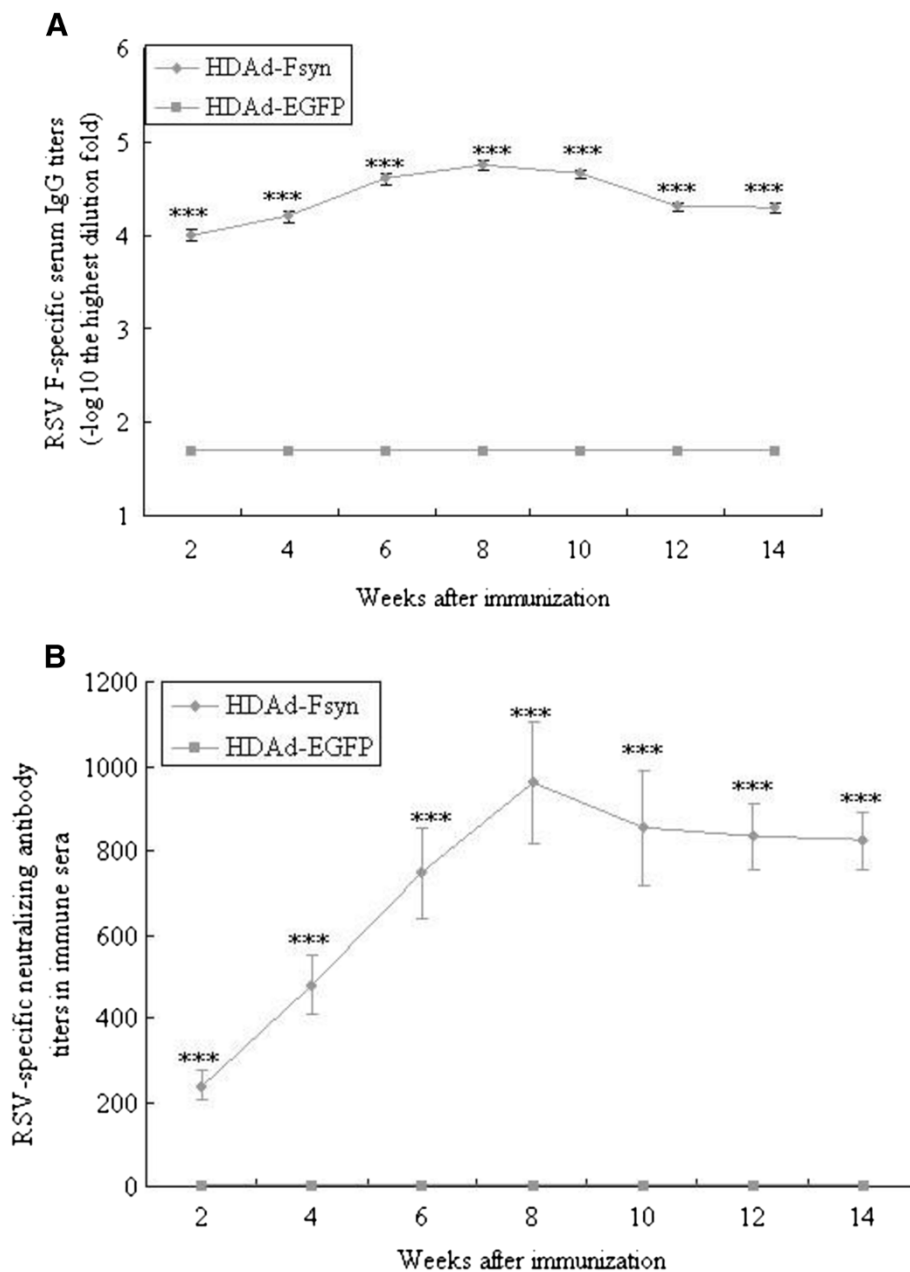 A
6
HDAd-Fsyn
HDAd-EGFP
5
4
3
2
1
*** *** *** *** *** *** ***
RSV F-specific serum IgG titers
(-log10 the highest dilution fold)
2 4 6 8 10 12 14
Weeks after immunization
B
1200
HDAd-Fsyn
HDAd-EGFP
1000
800
600
400
200
0
*** *** *** *** *** *** ***
RSV-specific neutralizing antibody
titers in immune sera
2 4 6 8 10 12 14
Weeks after immunization